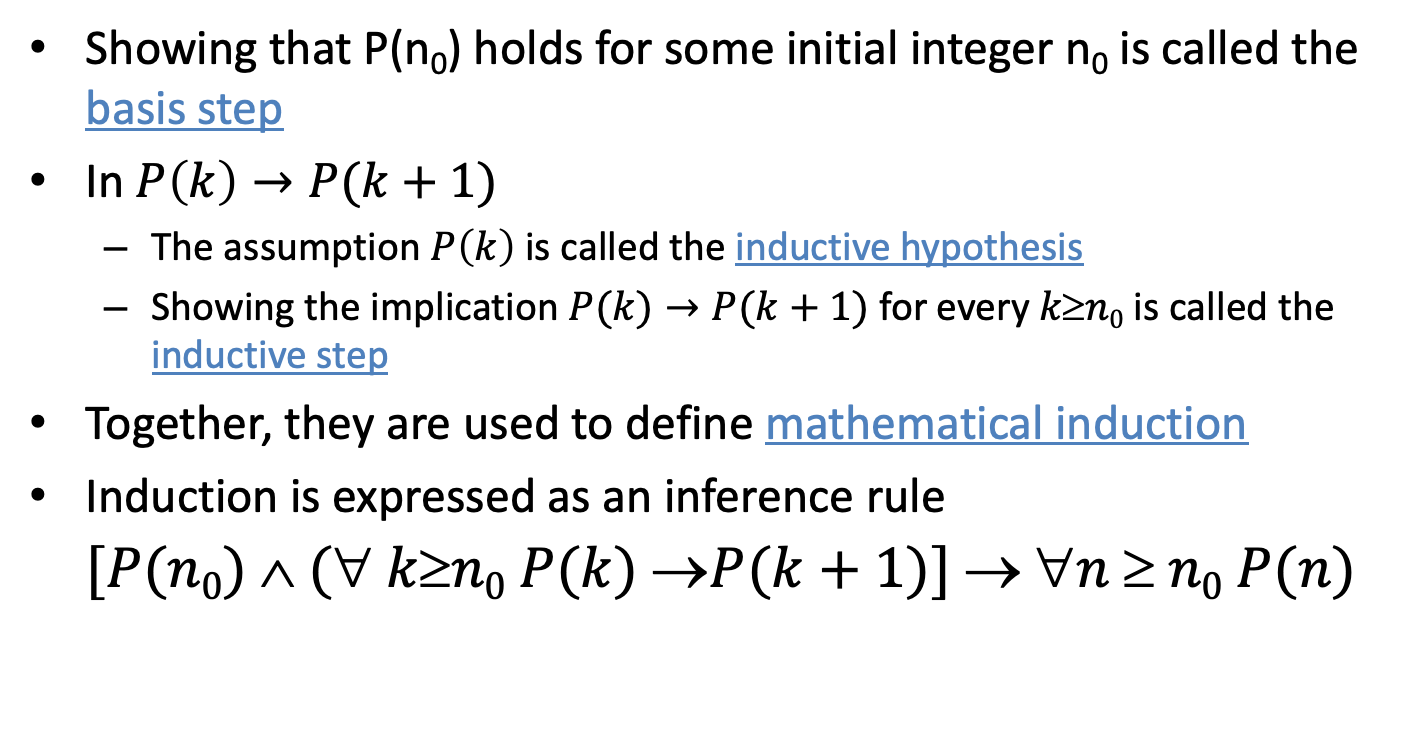 • Showing that P(n₀) holds for some initial integer n₀ is called the
basis step
• In P(k) → P(k + 1)
– The assumption P(k) is called the inductive hypothesis
– Showing the implication P(k) → P(k + 1) for every k≥n₀ is called the
inductive step
• Together, they are used to define mathematical induction
• Induction is expressed as an inference rule
[P(n₀) ∧ (∀ k≥n₀ P(k) →P(k + 1)] → ∀n ≥ n₀ P(n)